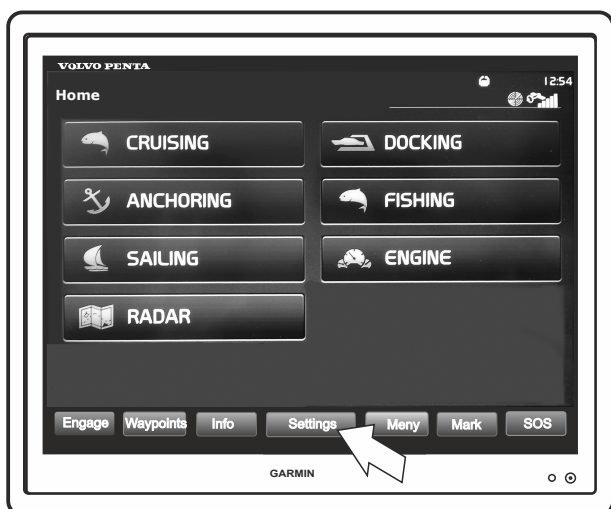 VOLVO PENTA
12:54
Home
CRUISING
DOCKING
ANCHORING
FISHING
SAILING
ENGINE
RADAR
Engage Waypoints Info Settings Meny Mark SOS
GARMIN